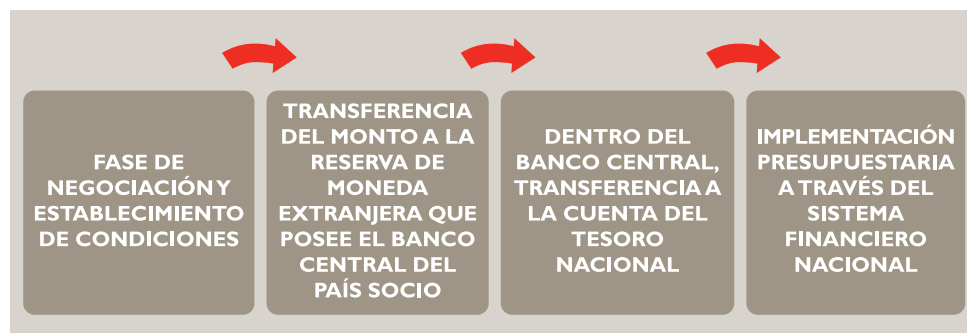 FASE DE
NEGOCIACIÓN Y
ESTABLECIMIENTO
DE CONDICIONES
TRANSFERENCIA
DEL MONTO A LA
RESERVA DE
MONEDA
EXTRANJERA QUE
POSEE EL BANCO
CENTRAL DEL
PAÍS SOCIO
DENTRO DEL
BANCO CENTRAL,
TRANSFERENCIA A
LA CUENTA DEL
TESORO
NACIONAL
IMPLEMENTACIÓN
PRESUPUESTARIA
A TRAVÉS DEL
SISTEMA
FINANCIERO
NACIONAL